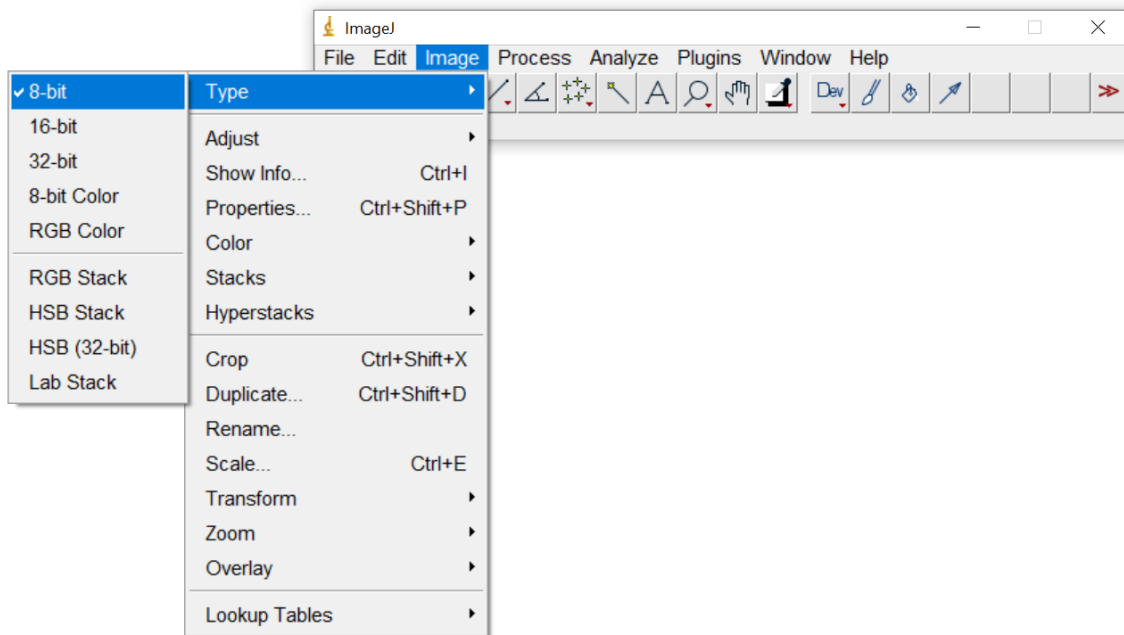 ImageJ
File Edit Image Process Analyze Plugins Window Help
Dev
8-bit
16-bit
32-bit
8-bit Color
RGB Color
RGB Stack
HSB Stack
HSB (32-bit)
Lab Stack
Type
Adjust
Show Info... Ctrl+I
Properties... Ctrl+Shift+P
Color
Stacks
Hyperstacks
Crop Ctrl+Shift+X
Duplicate... Ctrl+Shift+D
Rename...
Scale... Ctrl+E
Transform
Zoom
Overlay
Lookup Tables